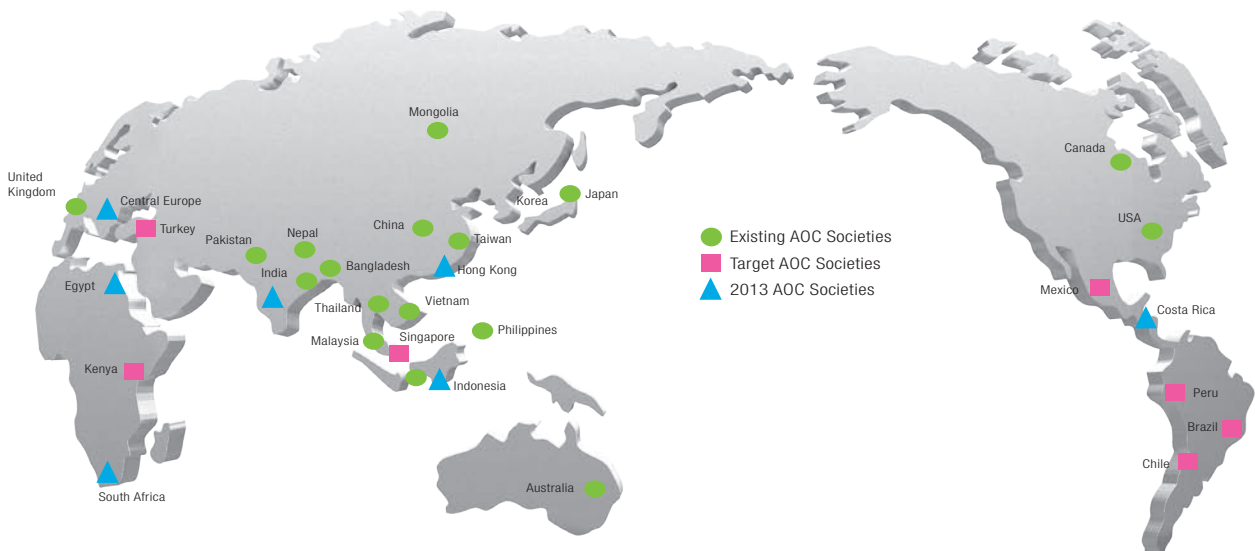 Mongolia
Canada
United
Kingdom
Central Europe
Korea
Japan
Turkey
China
USA
Pakistan
Nepal
Taiwan
Existing AOC Societies
India
Bangladesh
Hong Kong
Target AOC Societies
Egypt
2013 AOC Societies
Mexico
Thailand
Vietnam
Costa Rica
Malaysia
Singapore
Philippines
Kenya
Indonesia
Peru
Brazil
Chile
South Africa
Australia